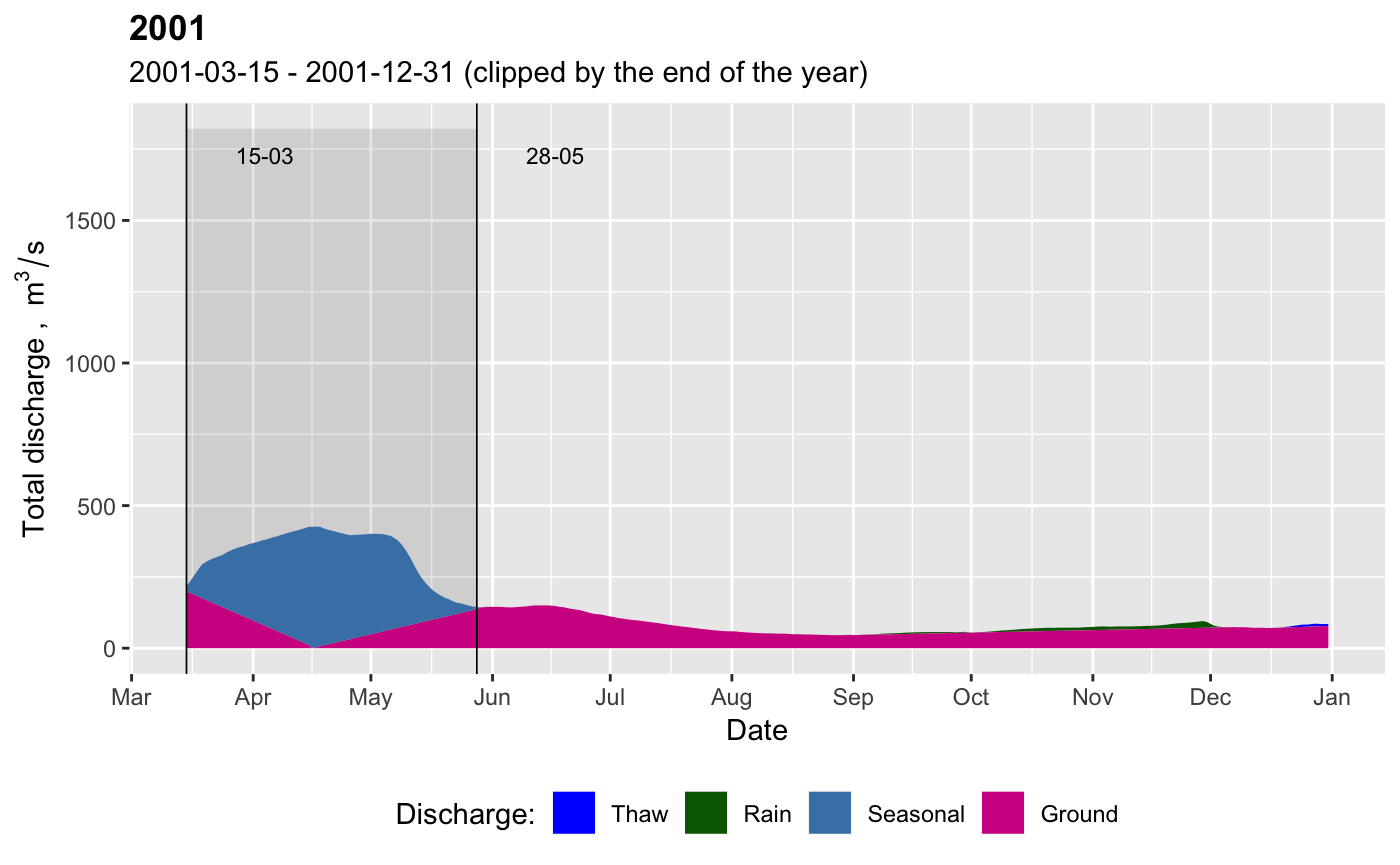 2001
2001-03-15 - 2001-12-31 (clipped by the end of the year)
15-03
28-05
1500
1000
500
0
Total discharge , m³/s
Mar Apr May Jun Jul Aug Sep Oct Nov Dec Jan
Date
Discharge: Thaw Rain Seasonal Ground